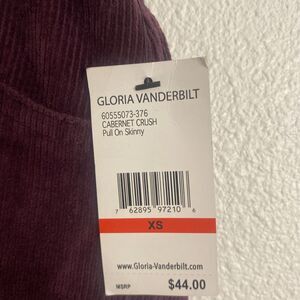 GLORIA VANDERBILT
60555073-376
CABERNET CRUSH
Pull On Skinny
7 62895 97210 6
XS
www.Gloria-Vanderbilt.com
MSRP $44.00